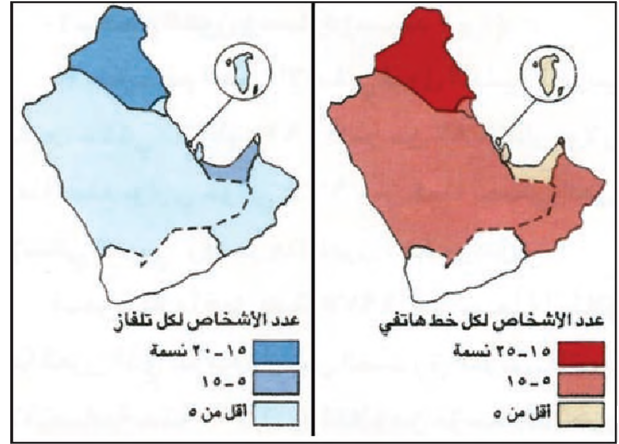 عدد الأشخاص لكل خط هاتفي
١٥-٢٥ نسمة
٥-١٥
أقل من ٥
عدد الأشخاص لكل تلفاز
١٥-٢٠ نسمة
٥-١٥
أقل من ٥